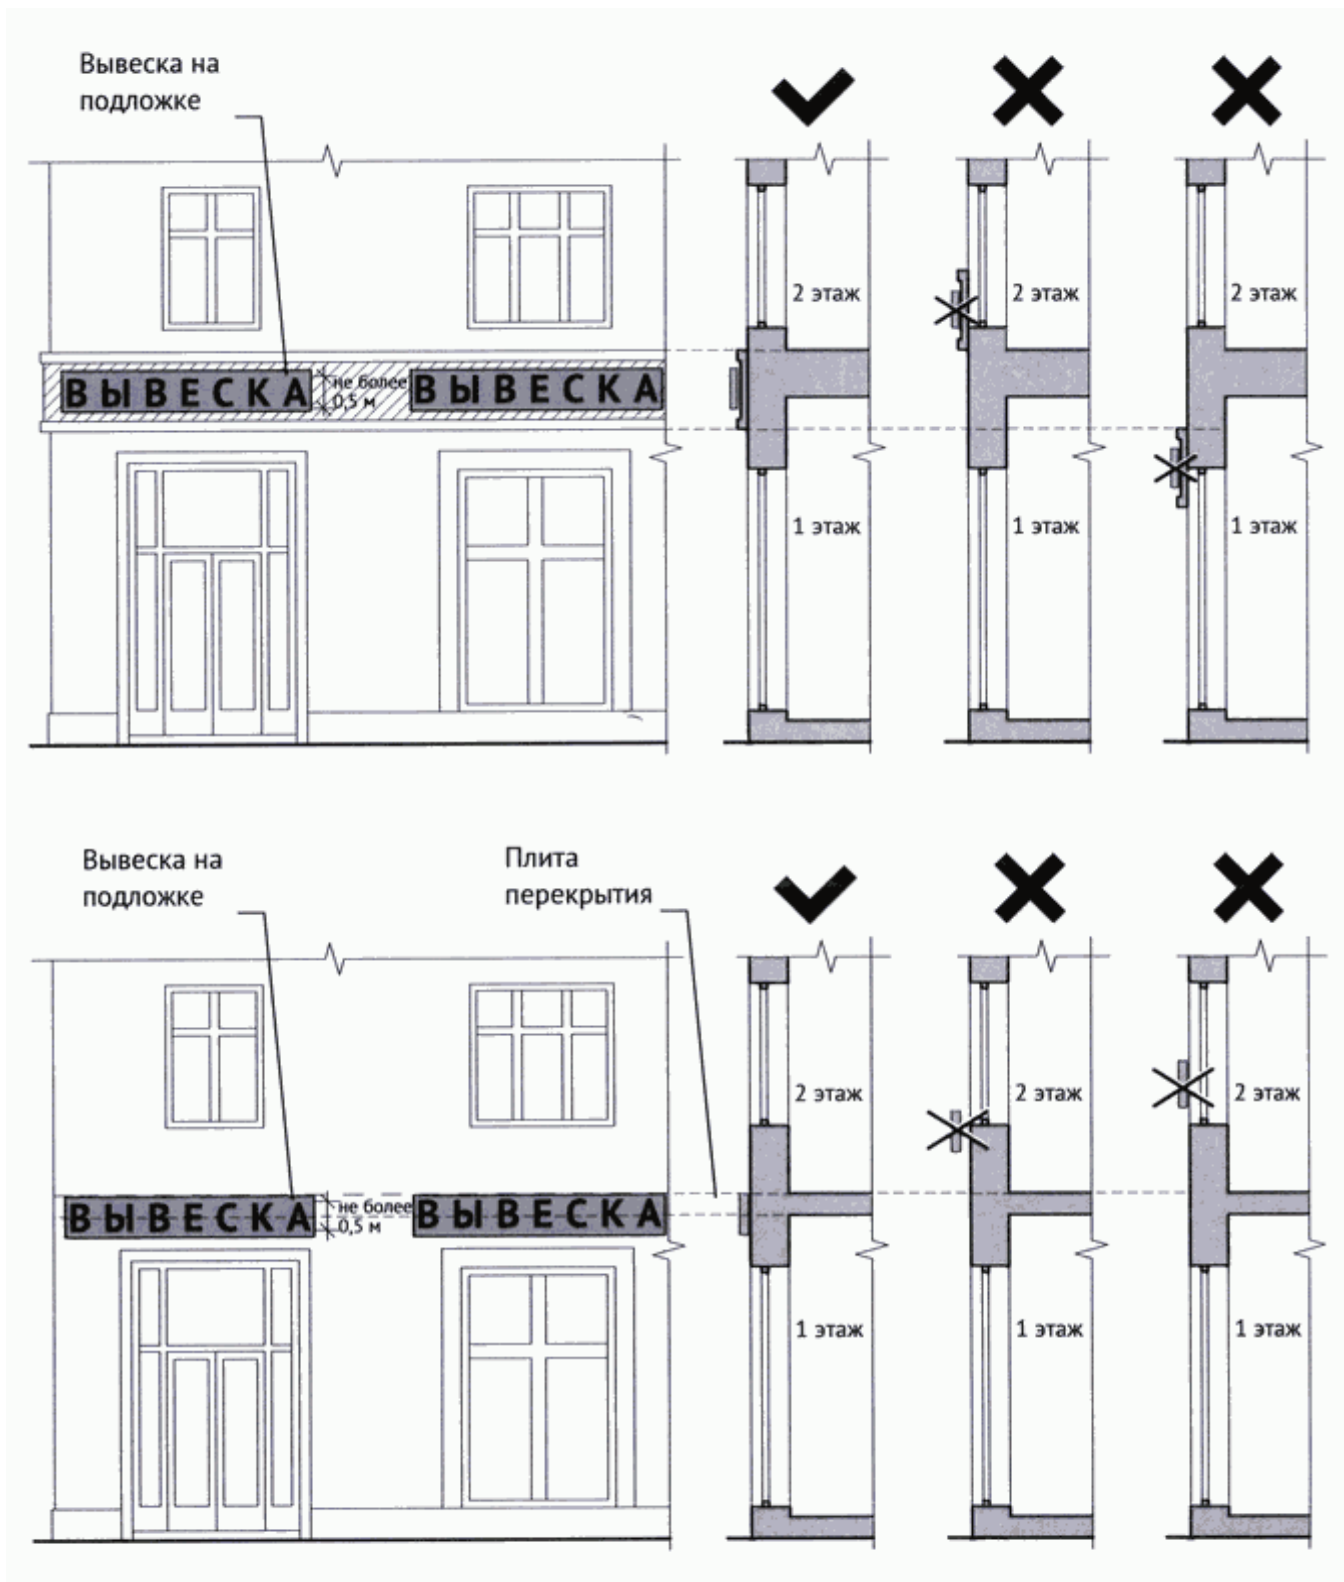 Вывеска на
подложке
2 этаж
2 этаж
2 этаж
ВЫВЕСКА
не более
0,5 м
ВЫВЕСКА
1 этаж
1 этаж
1 этаж
Вывеска на
подложке
Плита
перекрытия
2 этаж
2 этаж
2 этаж
ВЫВЕСКА
не более
0,5 м
ВЫВЕСКА
1 этаж
1 этаж
1 этаж